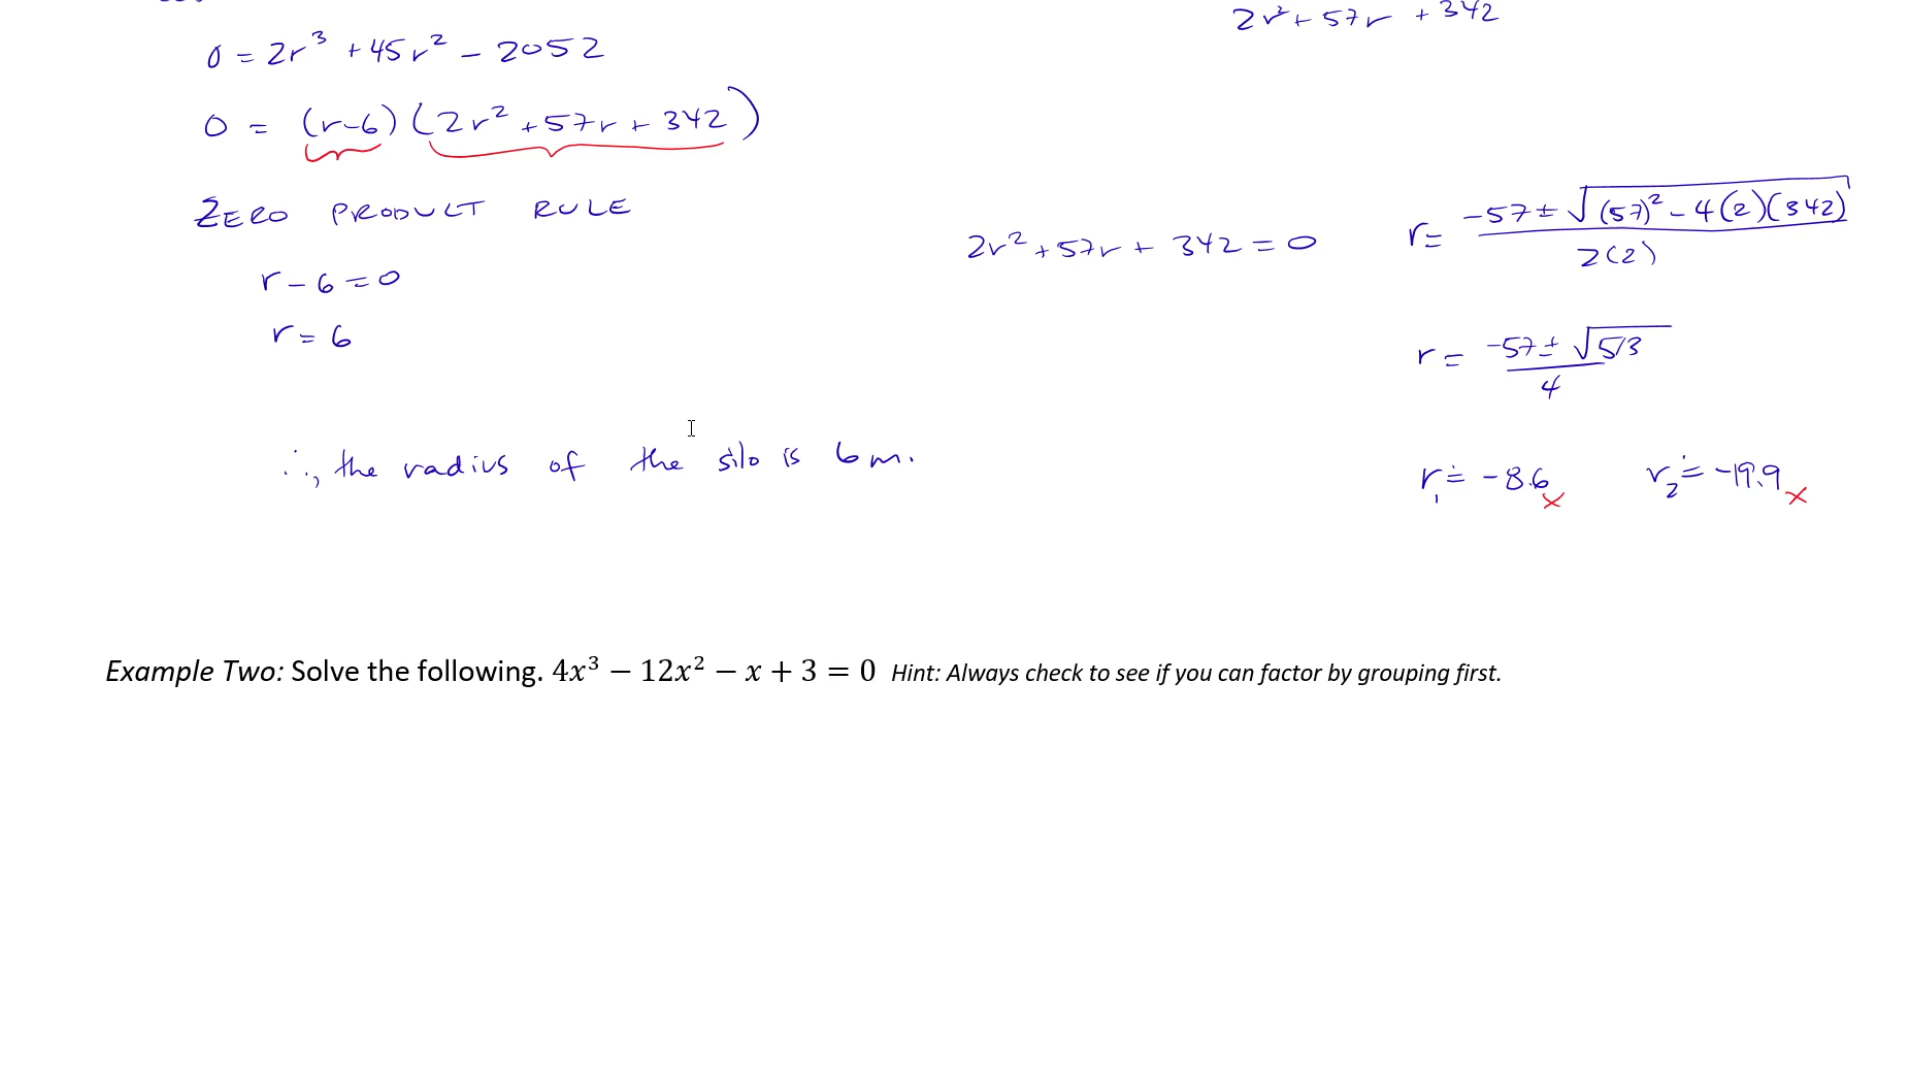 2r² + 57r + 342
0 = 2r³ + 45r² - 2052
0 = (r-6)(2r² + 57r + 342)
ZERO PRODUCT RULE
r - 6 = 0
r = 6
2r² + 57r + 342 = 0
r = (-57 ± √((57)² - 4(2)(342))) / 2(2)
r = (-57 ± √513) / 4
r₁ ≐ -8.6 × r₂ ≐ -19.9 ×
∴, the radius of the silo is 6 m.
Example Two: Solve the following. 4x³ − 12x² − x + 3 = 0 Hint: Always check to see if you can factor by grouping first.